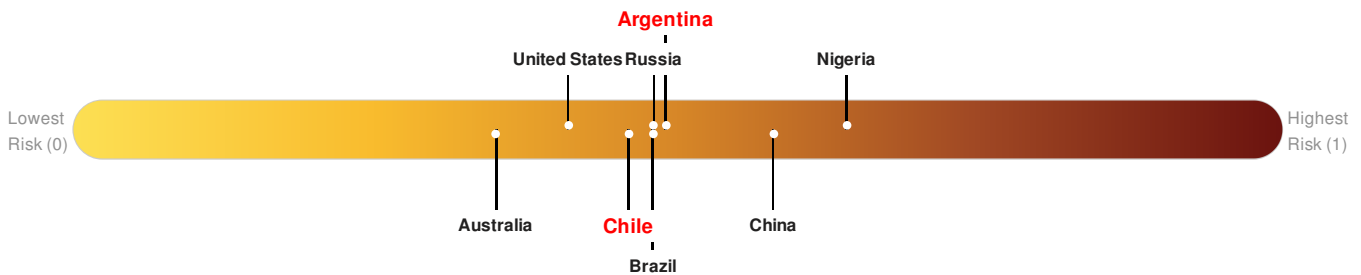 Argentina
United States Russia Nigeria
Lowest
Risk (0)
Highest
Risk (1)
Australia Chile China
Brazil